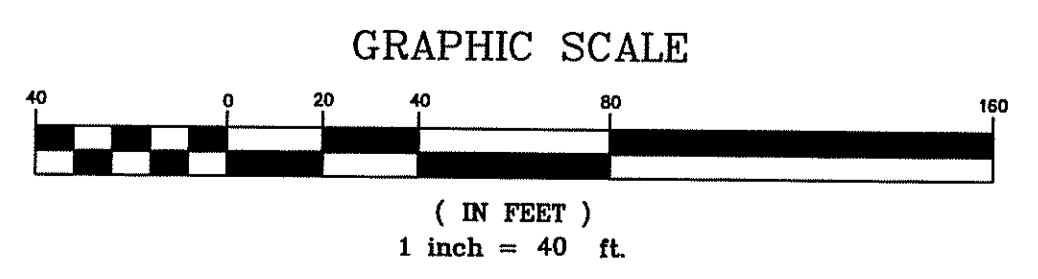 GRAPHIC SCALE
40 0 20 40 80 160
( IN FEET )
1 inch = 40 ft.